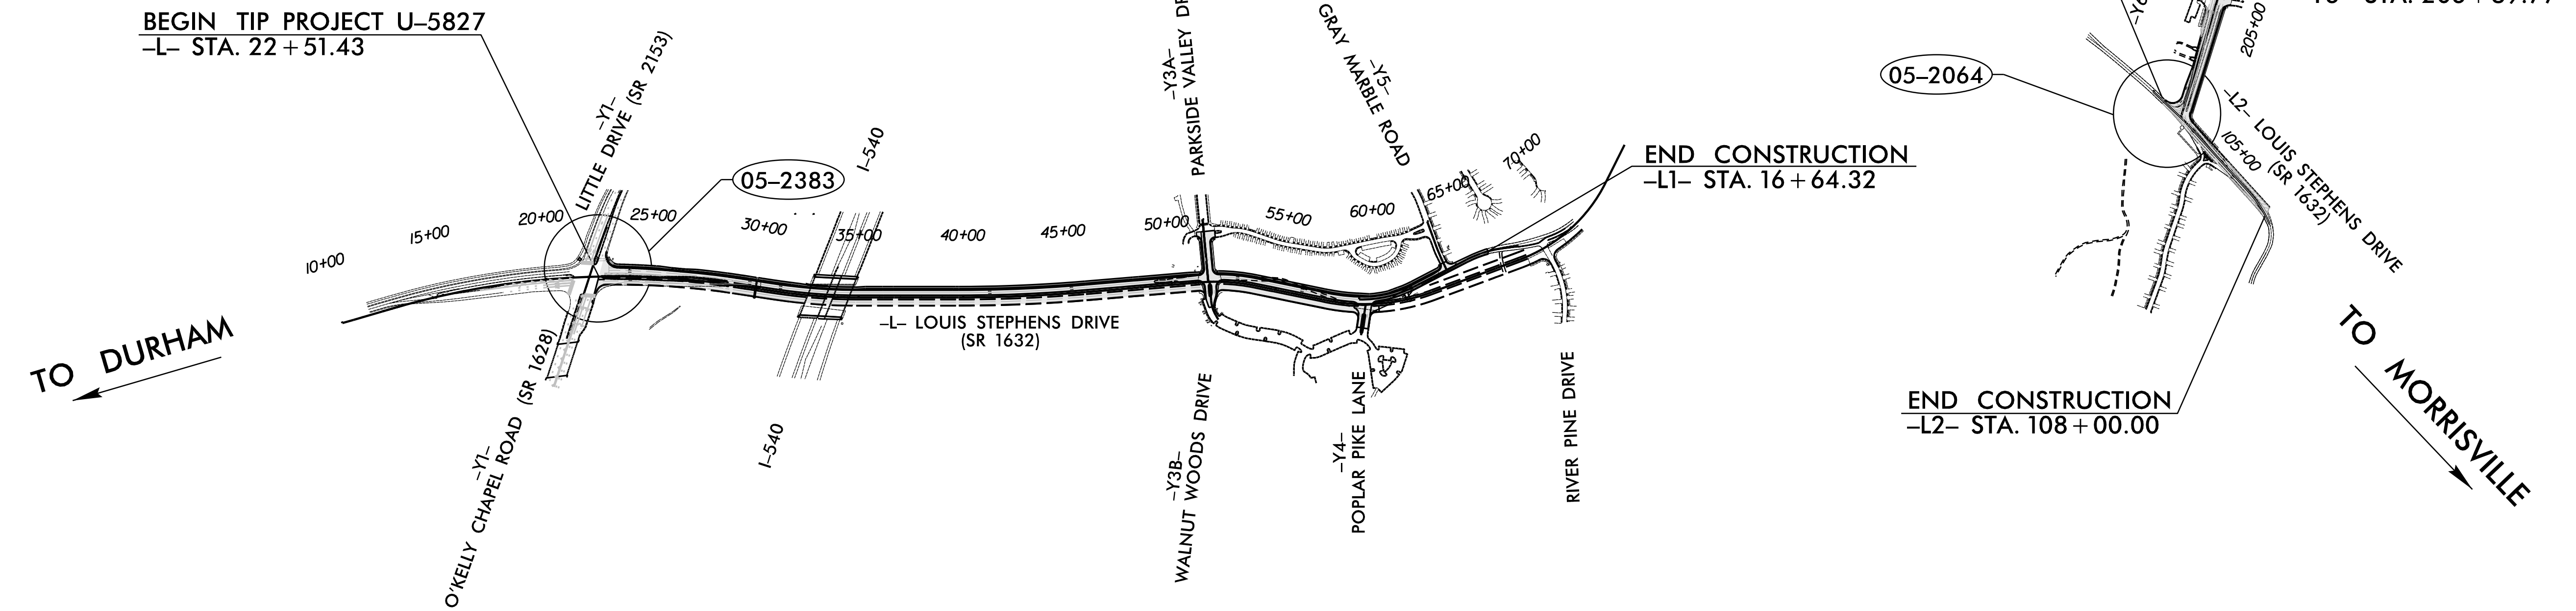 BEGIN TIP PROJECT U–5827
–L– STA. 22+51.43
–Y1–
LITTLE DRIVE (SR 2153)
05–2383
I–540
–Y3A–
PARKSIDE VALLEY
–Y5–
GRAY MARBLE ROAD
END CONSTRUCTION
–L1– STA. 16+64.32
05–2064
205+00
–L2– LOUIS STEPHENS DRIVE
(SR 1632)
105+00
10+00
15+00
20+00
25+00
30+00
35+00
40+00
45+00
50+00
55+00
60+00
65+00
70+00
–L– LOUIS STEPHENS DRIVE
(SR 1632)
TO DURHAM
–Y1–
O'KELLY CHAPEL ROAD (SR 1628)
I–540
–Y3B–
WALNUT WOODS DRIVE
–Y4–
POPLAR PIKE LANE
RIVER PINE DRIVE
END CONSTRUCTION
–L2– STA. 108+00.00
TO MORRISVILLE